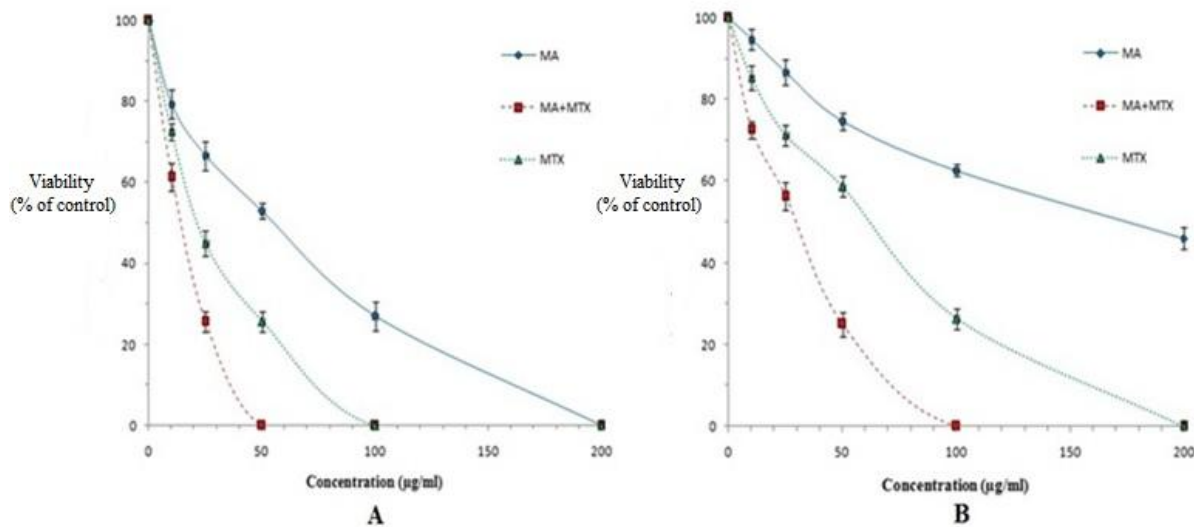 100
80
60
40
20
0
Viability
(% of control)
MA
MA+MTX
MTX
0 50 100 200
Concentration (µg/ml)
A
100
80
60
40
20
0
Viability
(% of control)
MA
MA+MTX
MTX
0 50 100 150 200
Concentration (µg/ml)
B